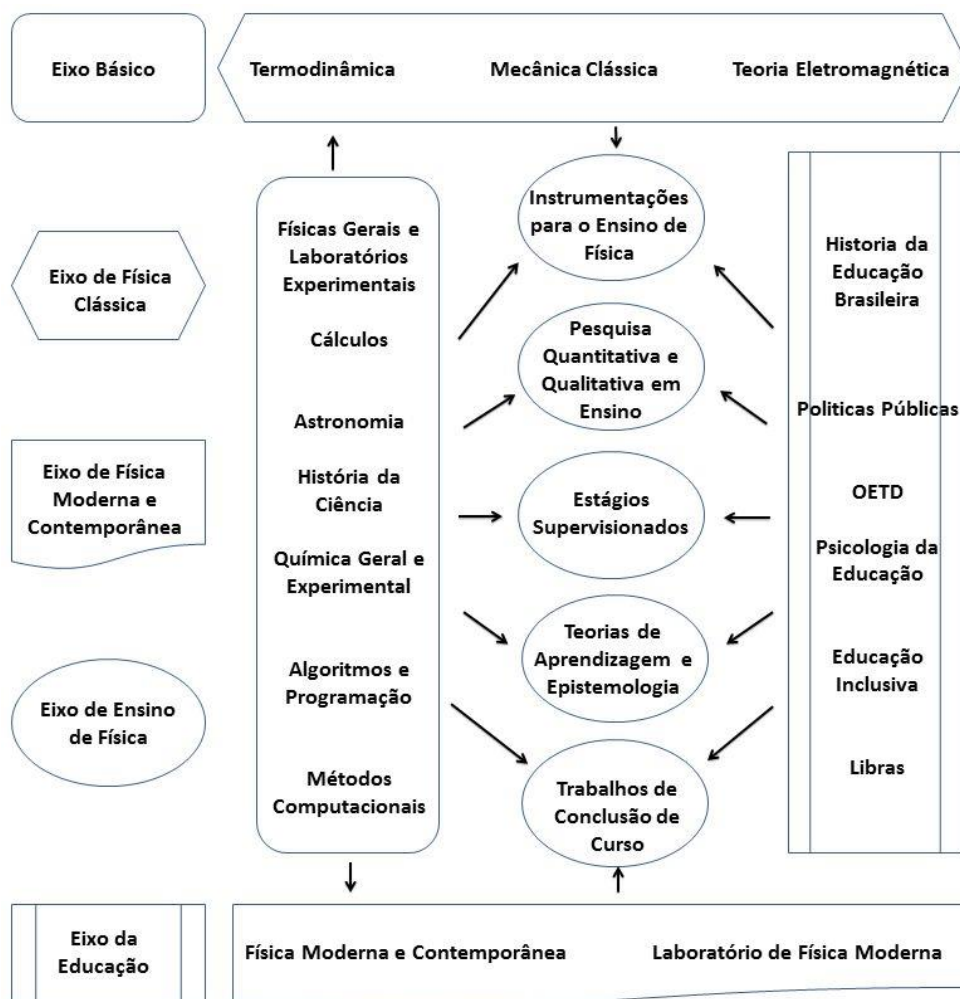 Eixo Básico
Termodinâmica
Mecânica Clássica
Teoria Eletromagnética
Eixo de Física
Clássica
Eixo de Física
Moderna e
Contemporânea
Eixo de Ensino
de Física
Eixo da
Educação
Físicas Gerais e
Laboratórios
Experimentais
Cálculos
Astronomia
História da
Ciência
Química Geral e
Experimental
Algoritmos e
Programação
Métodos
Computacionais
Instrumentações
para o Ensino de
Física
Pesquisa
Quantitativa e
Qualitativa em
Ensino
Estágios
Supervisionados
Teorias de
Aprendizagem e
Epistemologia
Trabalhos de
Conclusão de
Curso
Historia da
Educação
Brasileira
Politicas Públicas
OETD
Psicologia da
Educação
Educação
Inclusiva
Libras
Física Moderna e Contemporânea
Laboratório de Física Moderna